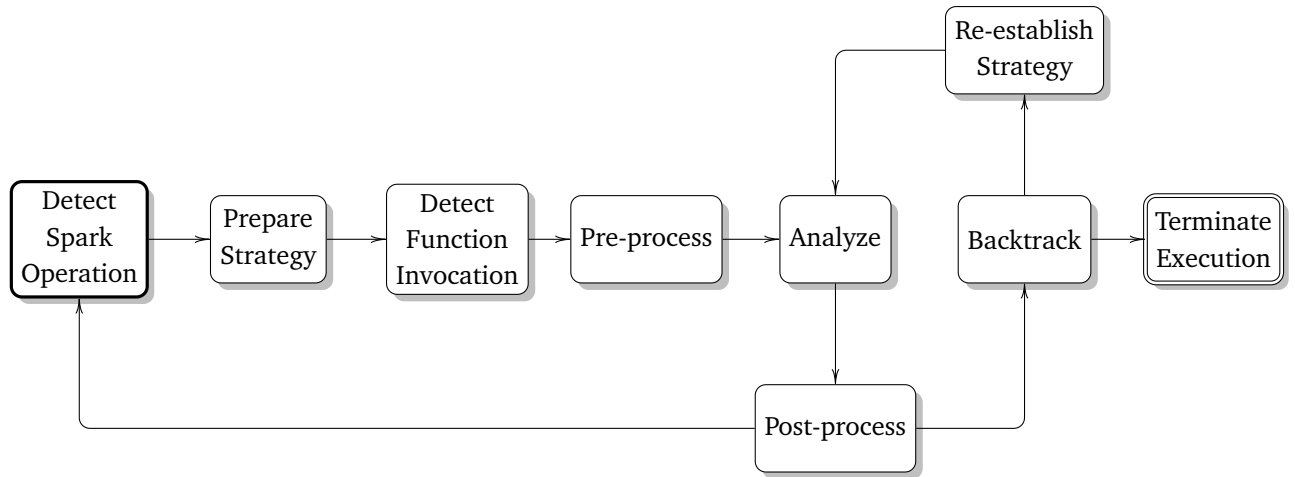 Re-establish
Strategy
Detect
Spark
Operation
Prepare
Strategy
Detect
Function
Invocation
Pre-process
Analyze
Backtrack
Terminate
Execution
Post-process